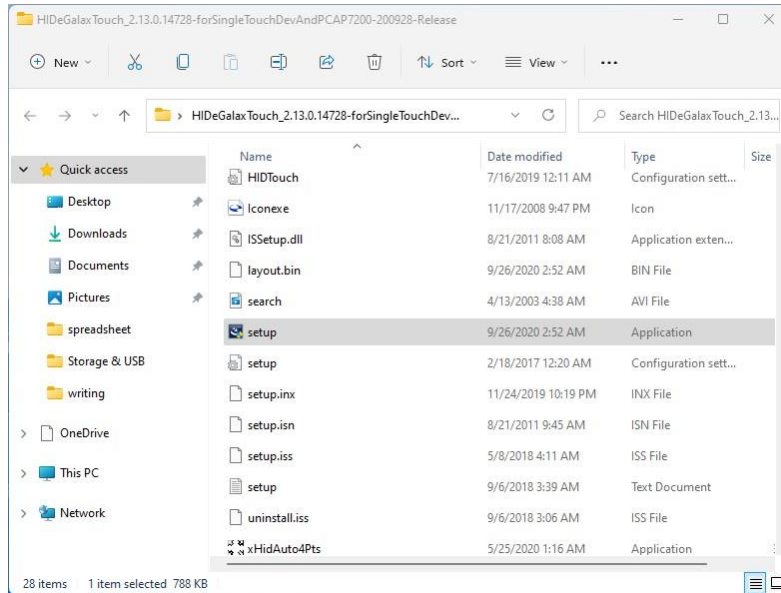 HIDeGalaxTouch_2.13.0.14728-forSingleTouchDevAndPCAP7200-200928-Release
New Sort View ...
HIDeGalaxTouch_2.13.0.14728-forSingleTouchDev... Search HIDeGalaxTouch_2.13...
Name Date modified Type Size
Quick access
Desktop
Downloads
Documents
Pictures
spreadsheet
Storage & USB
writing
OneDrive
This PC
Network
HIDTouch 7/16/2019 12:11 AM Configuration sett...
Iconexe 11/17/2008 9:47 PM Icon
ISSetup.dll 8/21/2011 8:08 AM Application exten...
layout.bin 9/26/2020 2:52 AM BIN File
search 4/13/2003 4:38 AM AVI File
setup 9/26/2020 2:52 AM Application
setup 2/18/2017 12:20 AM Configuration sett...
setup.inx 11/24/2019 10:19 PM INX File
setup.isn 8/21/2011 9:45 AM ISN File
setup.iss 5/8/2018 4:11 AM ISS File
setup 9/6/2018 3:39 AM Text Document
uninstall.iss 9/6/2018 3:06 AM ISS File
xHidAuto4Pts 5/25/2020 1:16 AM Application
28 items 1 item selected 788 KB